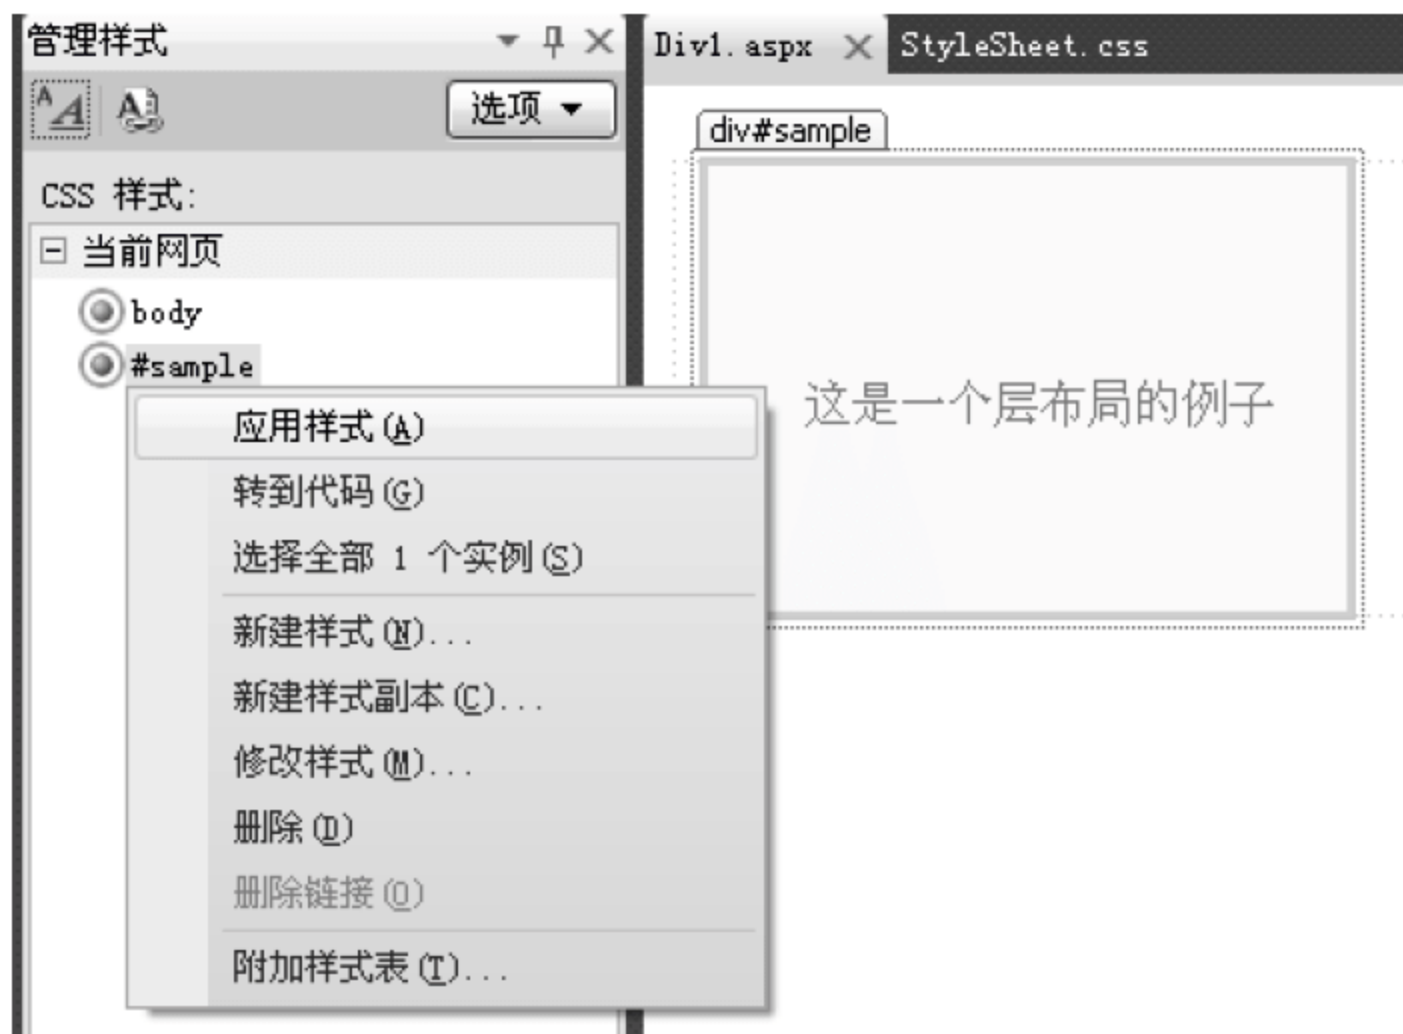 管理样式
Div1.aspx
StyleSheet.css
选项
div#sample
CSS 样式:
当前网页
body
#sample
应用样式(A)
转到代码(G)
选择全部 1 个实例(S)
新建样式(N)...
新建样式副本(C)...
修改样式(M)...
删除(D)
删除链接(O)
附加样式表(T)...
这是一个层布局的例子